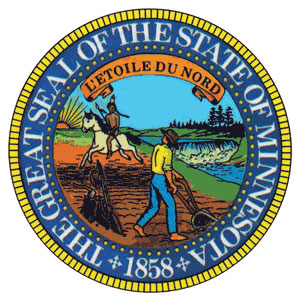 THE GREAT SEAL OF THE STATE OF MINNESOTA
L'ETOILE DU NORD
1858